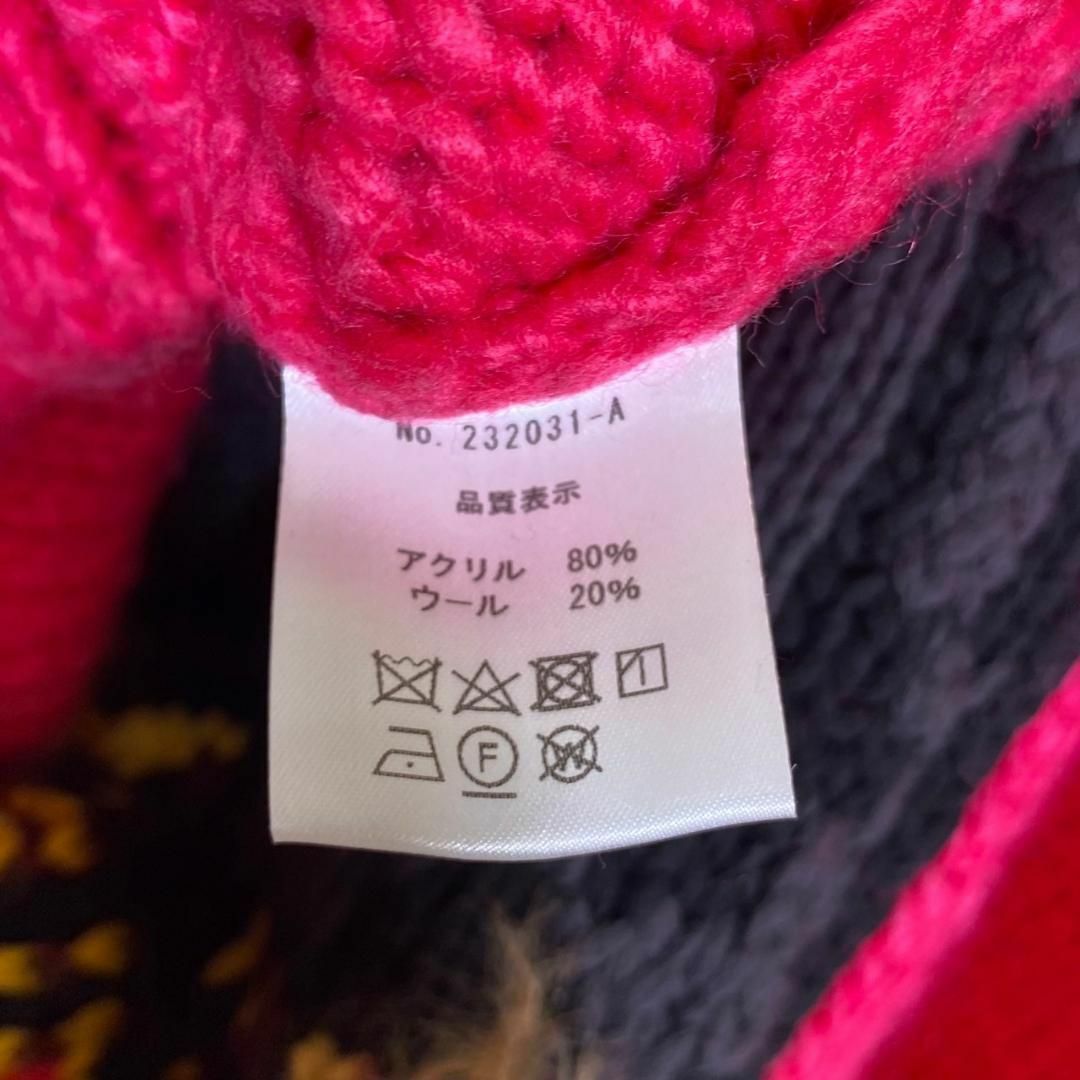 No. 232031-A
品質表示
アクリル 80%
ウール 20%
F
W